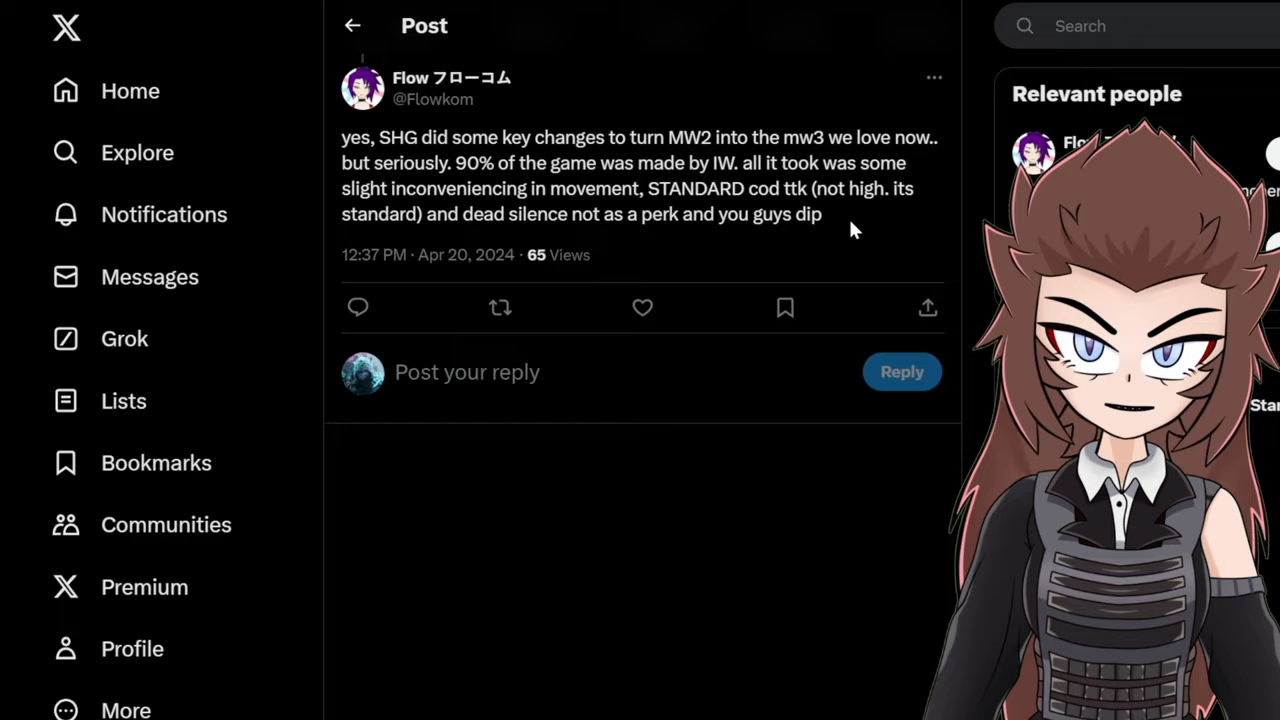 Post
Search
Home
Explore
Notifications
Messages
Grok
Lists
Bookmarks
Communities
Premium
Profile
More
Flow フローコム
@Flowkom
yes, SHG did some key changes to turn MW2 into the mw3 we love now..
but seriously. 90% of the game was made by IW. all it took was some
slight inconveniencing in movement, STANDARD cod ttk (not high. its
standard) and dead silence not as a perk and you guys dip
12:37 PM · Apr 20, 2024 · 65 Views
Post your reply
Reply
Relevant people